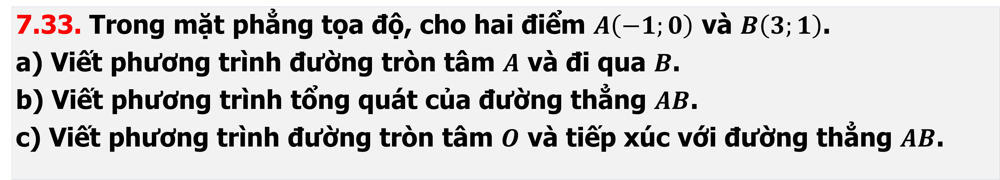 7.33. Trong mặt phẳng tọa độ, cho hai điểm A(−1; 0) và B(3; 1).
a) Viết phương trình đường tròn tâm A và đi qua B.
b) Viết phương trình tổng quát của đường thẳng AB.
c) Viết phương trình đường tròn tâm O và tiếp xúc với đường thẳng AB.